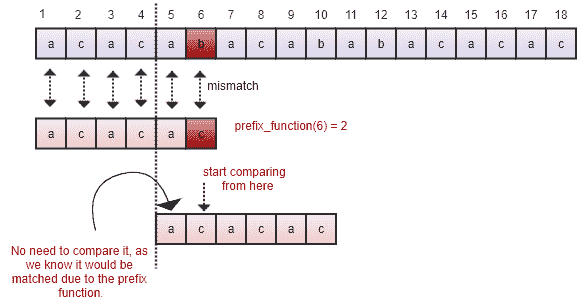 1 2 3 4 5 6 7 8 9 10 11 12 13 14 15 16 17 18
a c a c a b a c a b a b a c a c a c
mismatch
a c a c a c
prefix_function(6) = 2
start comparing
from here
a c a c a c
No need to compare it, as
we know it would be
matched due to the prefix
function.